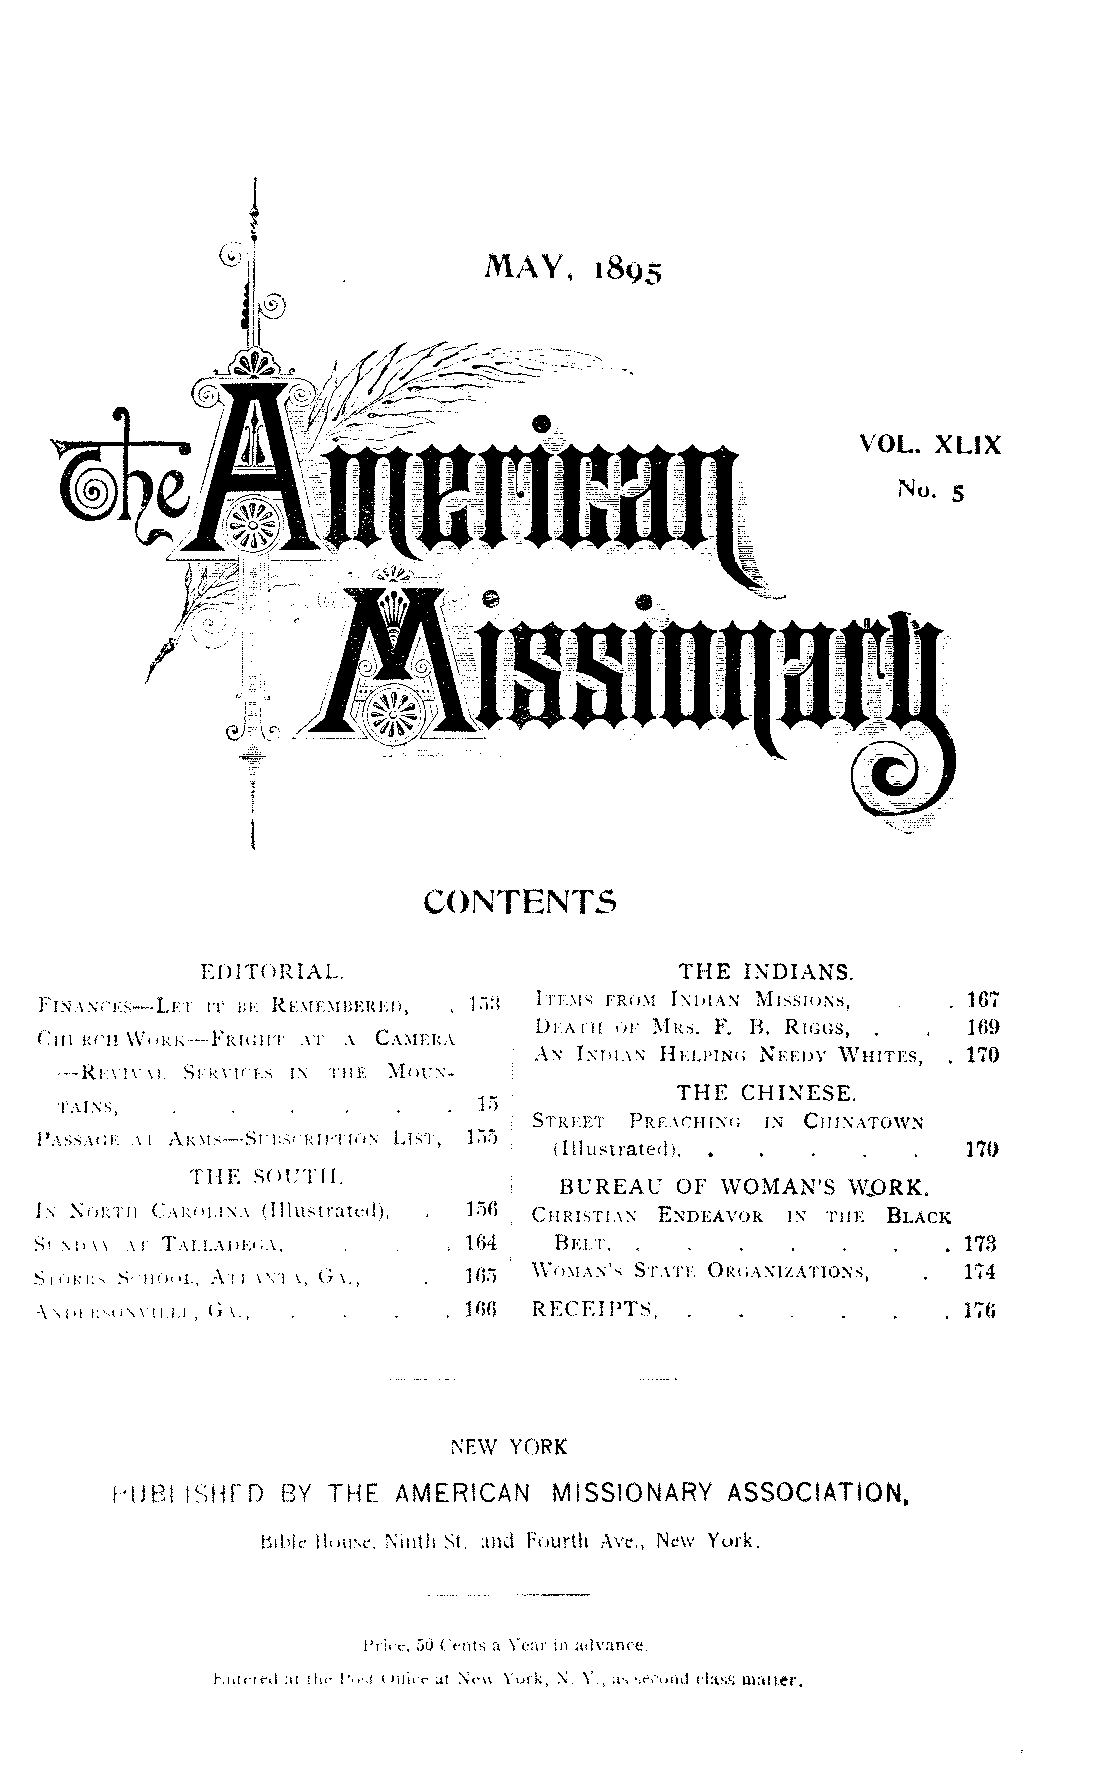 MAY, 1895
The American
VOL. XLIX
No. 5
Missionary
CONTENTS
EDITORIAL.
FINANCES—LET IT BE REMEMBERED, . 153
CHURCH WORK—FRIGHT AT A CAMERA
—REVIVAL SERVICES IN THE MOUN-
TAINS, . . . . . . 15
PASSAGE AT ARMS—SUBSCRIPTION LIST, 155
THE SOUTH.
IN NORTH CAROLINA (Illustrated), . 156
SUNDAY AT TALLADEGA, . . . 164
STORRS SCHOOL, ATLANTA, GA., . 165
ANDERSONVILLE, GA., . . . . 166
THE INDIANS.
ITEMS FROM INDIAN MISSIONS, . . 167
DEATH OF MRS. F. B. RIGGS, . . 169
AN INDIAN HELPING NEEDY WHITES, . 170
THE CHINESE.
STREET PREACHING IN CHINATOWN
(Illustrated), . . . . . 170
BUREAU OF WOMAN'S WORK.
CHRISTIAN ENDEAVOR IN THE BLACK
BELT, . . . . . . . 173
WOMAN'S STATE ORGANIZATIONS, . 174
RECEIPTS, . . . . . . 176
NEW YORK
PUBLISHED BY THE AMERICAN MISSIONARY ASSOCIATION,
Bible House, Ninth St. and Fourth Ave., New York.
Price, 50 Cents a Year in advance.
Entered at the Post Office at New York, N. Y., as second class matter.